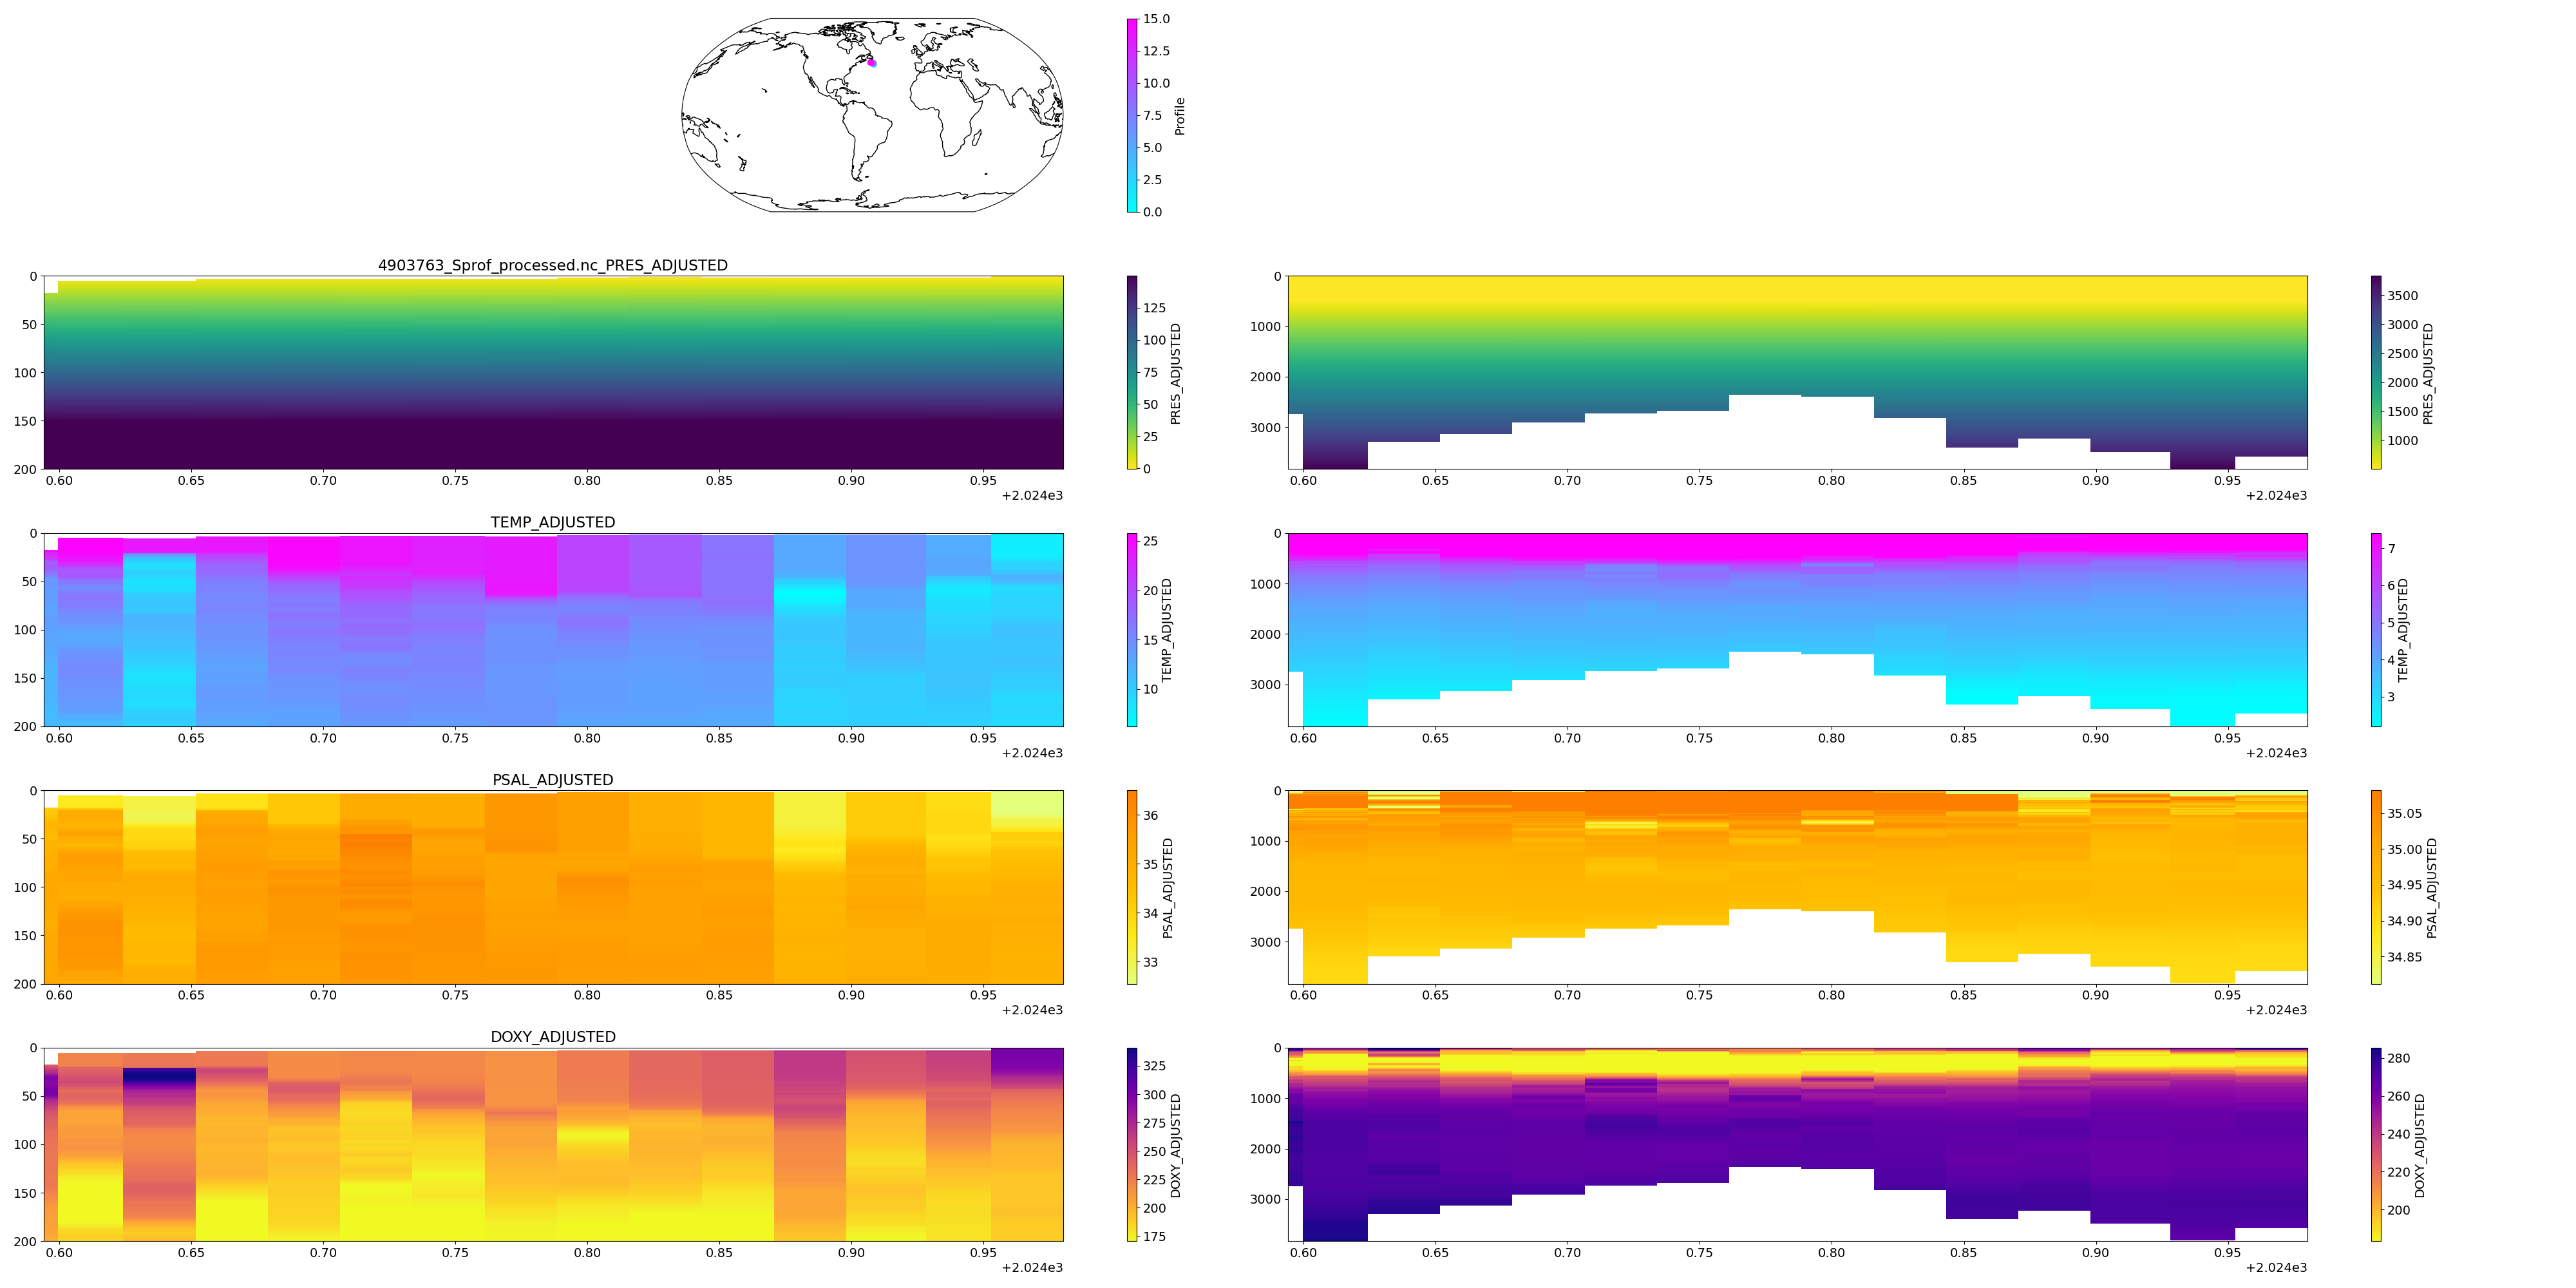 15.0
12.5
10.0
7.5
5.0
2.5
0.0
Profile
4903763_Sprof_processed.nc_PRES_ADJUSTED
0
50
100
150
200
0.60 0.65 0.70 0.75 0.80 0.85 0.90 0.95
+2.024e3
125
100
75
50
25
0
PRES_ADJUSTED
0
1000
2000
3000
0.60 0.65 0.70 0.75 0.80 0.85 0.90 0.95
+2.024e3
3500
3000
2500
2000
1500
1000
PRES_ADJUSTED
TEMP_ADJUSTED
0
50
100
150
200
0.60 0.65 0.70 0.75 0.80 0.85 0.90 0.95
+2.024e3
25
20
15
10
TEMP_ADJUSTED
0
1000
2000
3000
0.60 0.65 0.70 0.75 0.80 0.85 0.90 0.95
+2.024e3
7
6
5
4
3
TEMP_ADJUSTED
PSAL_ADJUSTED
0
50
100
150
200
0.60 0.65 0.70 0.75 0.80 0.85 0.90 0.95
+2.024e3
36
35
34
33
PSAL_ADJUSTED
0
1000
2000
3000
0.60 0.65 0.70 0.75 0.80 0.85 0.90 0.95
+2.024e3
35.05
35.00
34.95
34.90
34.85
PSAL_ADJUSTED
DOXY_ADJUSTED
0
50
100
150
200
0.60 0.65 0.70 0.75 0.80 0.85 0.90 0.95
+2.024e3
325
300
275
250
225
200
175
DOXY_ADJUSTED
0
1000
2000
3000
0.60 0.65 0.70 0.75 0.80 0.85 0.90 0.95
+2.024e3
280
260
240
220
200
DOXY_ADJUSTED